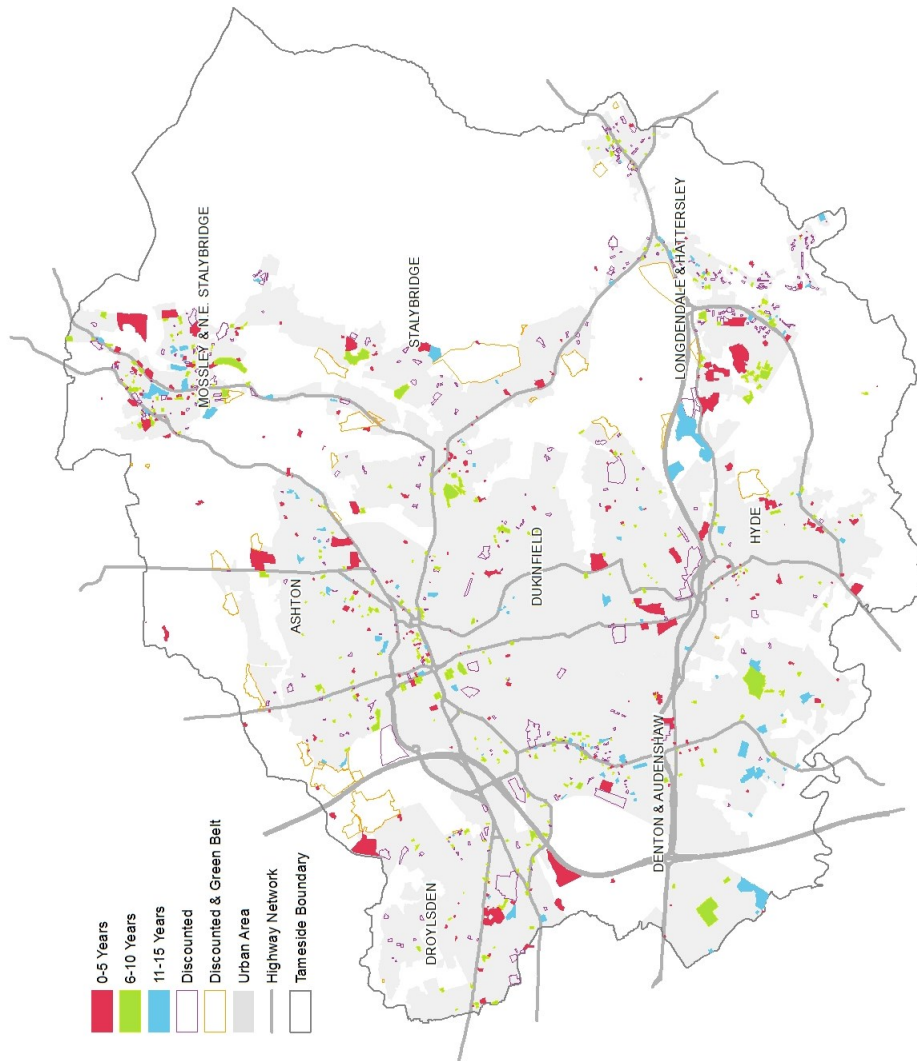 0-5 Years
6-10 Years
11-15 Years
Discounted
Discounted & Green Belt
Urban Area
Highway Network
Tameside Boundary
DROYLSDEN
ASHTON
MOSSLEY & N.E. STALYBRIDGE
STALYBRIDGE
DUKINFIELD
DENTON & AUDENSHAW
LONGSDENDALE & HATTERSLEY
HYDE